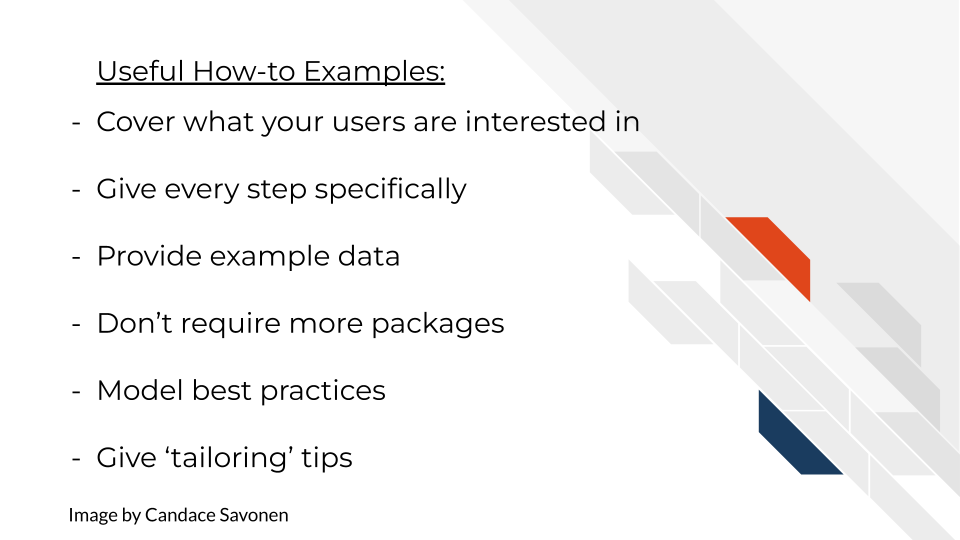 Useful How-to Examples:
- Cover what your users are interested in
- Give every step specifically
- Provide example data
- Don’t require more packages
- Model best practices
- Give ‘tailoring’ tips
Image by Candace Savonen